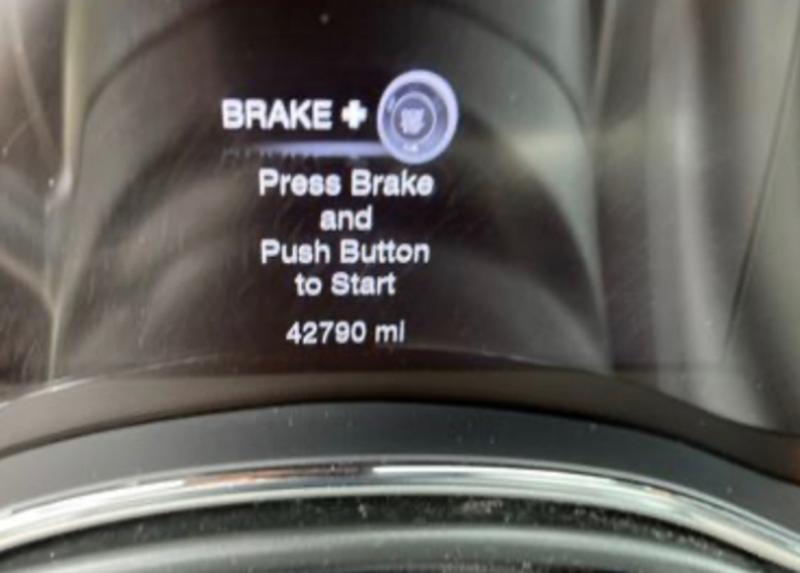 BRAKE +
Press Brake
and
Push Button
to Start
42790 mi